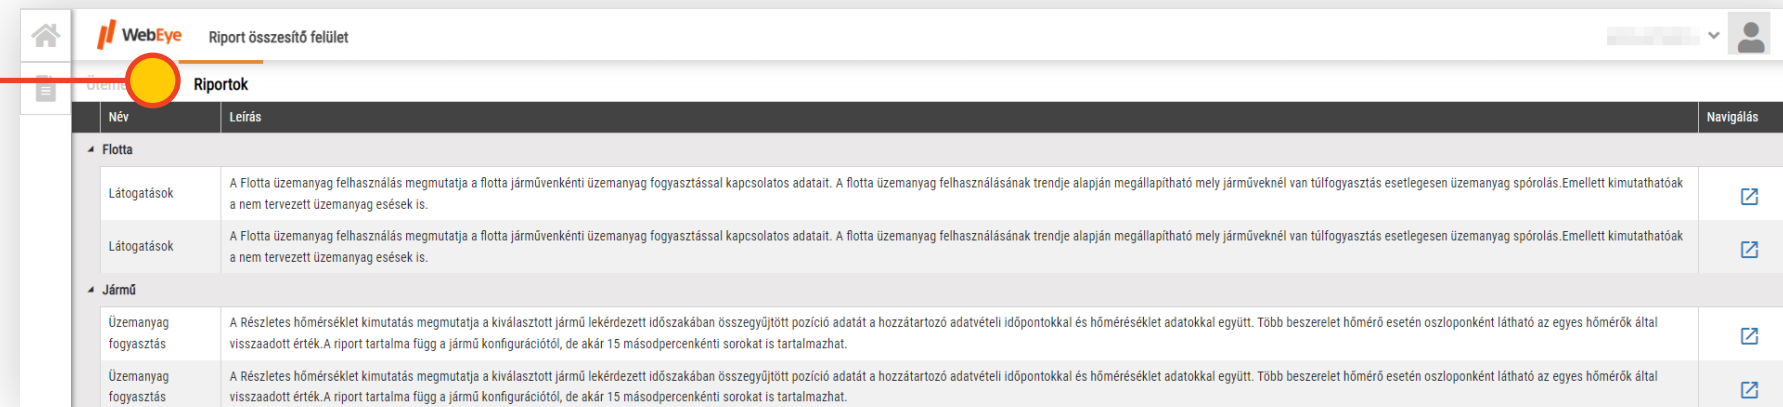 WebEye Riport összesítő felület
Riportok
Név Leírás Navigálás
Flotta
Látogatások
A Flotta üzemanyag felhasználás megmutatja a flotta járművenkénti üzemanyag fogyasztással kapcsolatos adatait. A flotta üzemanyag felhasználásának trendje alapján megállapítható mely járműveknél van túlfogyasztás esetlegesen üzemanyag spórolás.Emellett kimutathatóak
a nem tervezett üzemanyag esések is.
Látogatások
A Flotta üzemanyag felhasználás megmutatja a flotta járművenkénti üzemanyag fogyasztással kapcsolatos adatait. A flotta üzemanyag felhasználásának trendje alapján megállapítható mely járműveknél van túlfogyasztás esetlegesen üzemanyag spórolás.Emellett kimutathatóak
a nem tervezett üzemanyag esések is.
Jármű
Üzemanyag
fogyasztás
A Részletes hőmérséklet kimutatás megmutatja a kiválasztott jármű lekérdezett időszakában összegyűjtött pozíció adatát a hozzátartozó adatvételi időpontokkal és hőméréséklet adatokkal együtt. Több beszerelet hőmérő esetén oszloponként látható az egyes hőmérők által
visszaadott érték.A riport tartalma függ a jármű konfigurációtól, de akár 15 másodpercenkénti sorokat is tartalmazhat.
Üzemanyag
fogyasztás
A Részletes hőmérséklet kimutatás megmutatja a kiválasztott jármű lekérdezett időszakában összegyűjtött pozíció adatát a hozzátartozó adatvételi időpontokkal és hőméréséklet adatokkal együtt. Több beszerelet hőmérő esetén oszloponként látható az egyes hőmérők által
visszaadott érték.A riport tartalma függ a jármű konfigurációtól, de akár 15 másodpercenkénti sorokat is tartalmazhat.